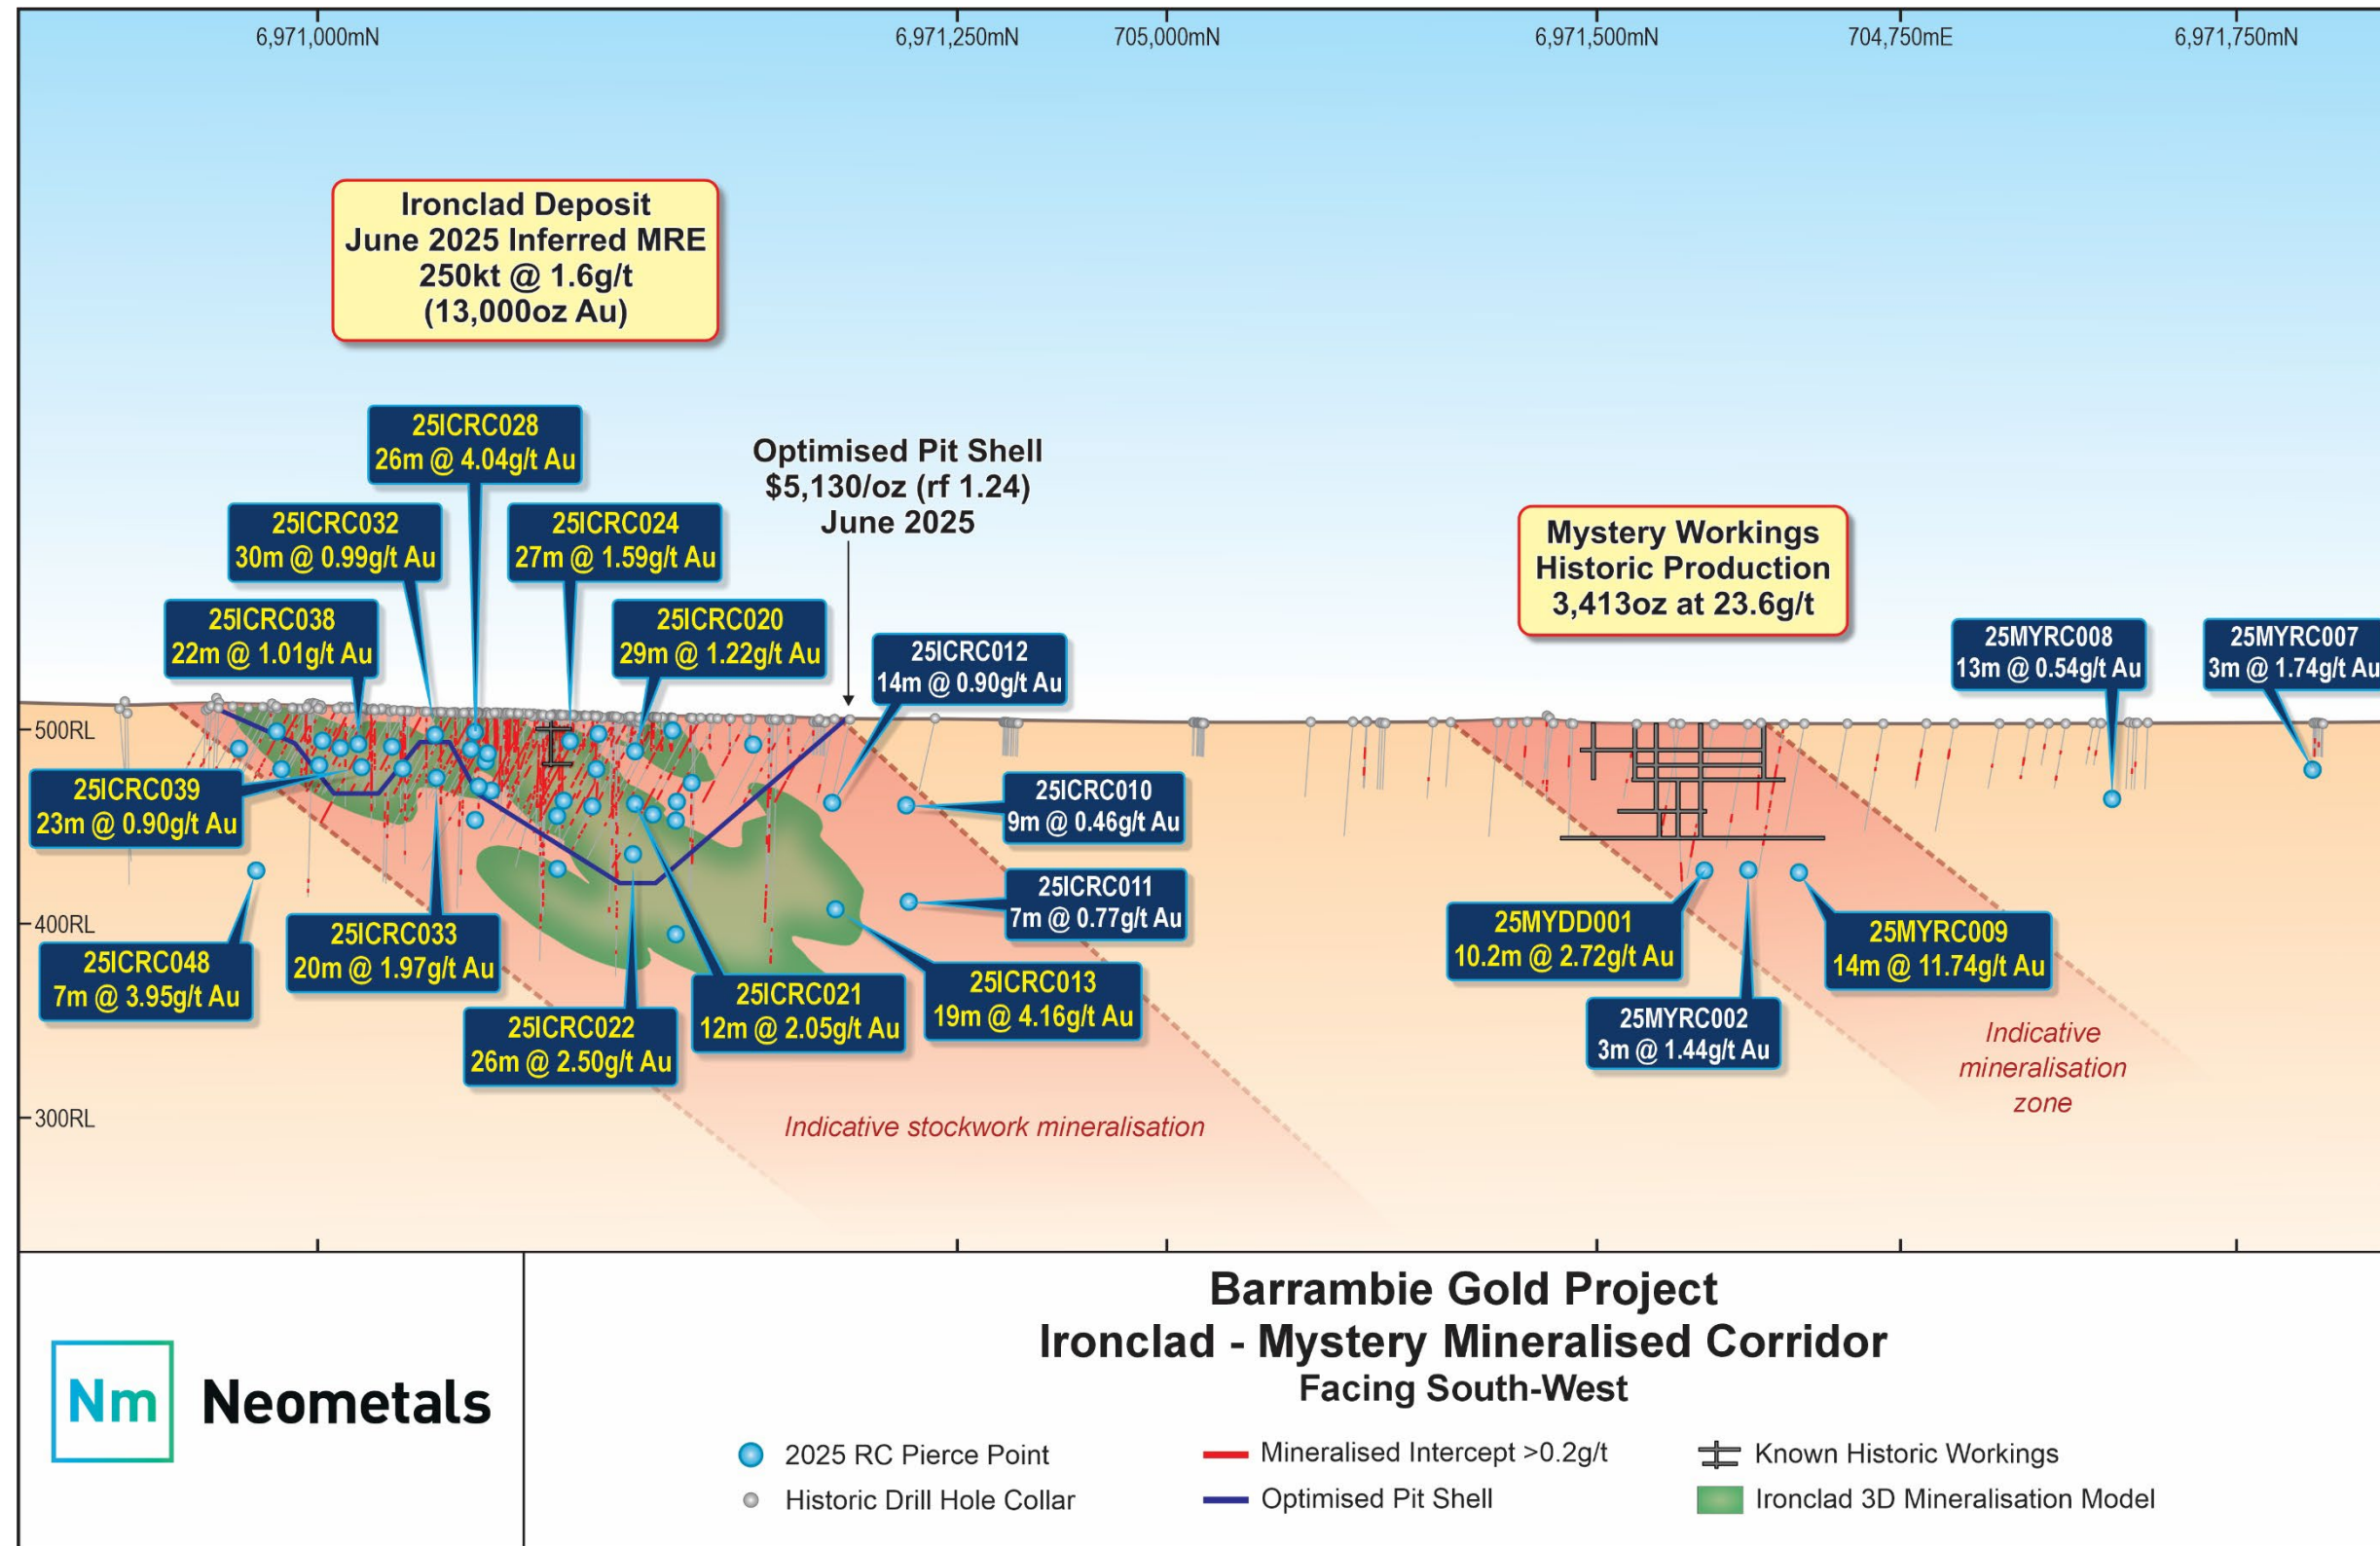 6,971,000mN
6,971,250mN
705,000mN
6,971,500mN
704,750mE
6,971,750mN
Ironclad Deposit
June 2025 Inferred MRE
250kt @ 1.6g/t
(13,000oz Au)
25ICRC028
26m @ 4.04g/t Au
Optimised Pit Shell
$5,130/oz (rf 1.24)
June 2025
25ICRC032
30m @ 0.99g/t Au
25ICRC024
27m @ 1.59g/t Au
Mystery Workings
Historic Production
3,413oz at 23.6g/t
25ICRC038
22m @ 1.01g/t Au
25ICRC020
29m @ 1.22g/t Au
25ICRC012
14m @ 0.90g/t Au
25MYRC008
13m @ 0.54g/t Au
25MYRC007
3m @ 1.74g/t Au
500RL
25ICRC039
23m @ 0.90g/t Au
25ICRC010
9m @ 0.46g/t Au
25ICRC011
7m @ 0.77g/t Au
400RL
25ICRC048
7m @ 3.95g/t Au
25ICRC033
20m @ 1.97g/t Au
25ICRC022
26m @ 2.50g/t Au
25ICRC021
12m @ 2.05g/t Au
25ICRC013
19m @ 4.16g/t Au
25MYDD001
10.2m @ 2.72g/t Au
25MYRC002
3m @ 1.44g/t Au
25MYRC009
14m @ 11.74g/t Au
Indicative
mineralisation
zone
300RL
Indicative stockwork mineralisation
Barrambie Gold Project
Ironclad - Mystery Mineralised Corridor
Facing South-West
Nm Neometals
2025 RC Pierce Point
Mineralised Intercept >0.2g/t
Known Historic Workings
Historic Drill Hole Collar
Optimised Pit Shell
Ironclad 3D Mineralisation Model